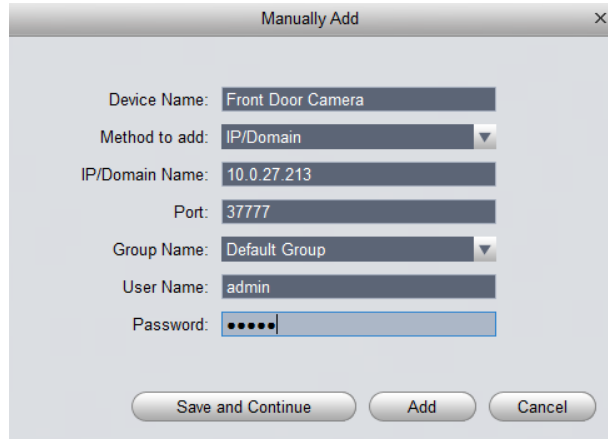 Manually Add
Device Name: Front Door Camera
Method to add: IP/Domain
IP/Domain Name: 10.0.27.213
Port: 37777
Group Name: Default Group
User Name: admin
Password: •••••
Save and Continue Add Cancel